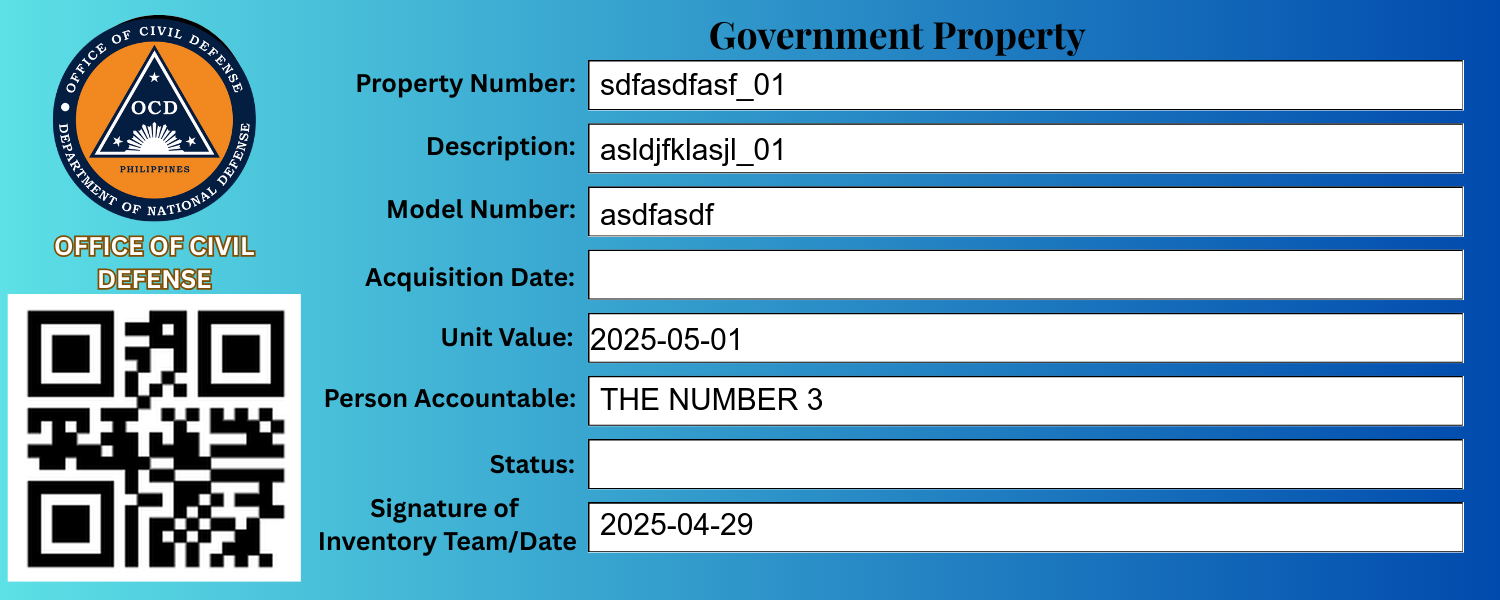 OFFICE OF CIVIL DEFENSE
OCD
PHILIPPINES
DEPARTMENT OF NATIONAL DEFENSE
OFFICE OF CIVIL
DEFENSE
Government Property
Property Number: sdfasdfasf_01
Description: asldjfklasjl_01
Model Number: asdfasdf
Acquisition Date:
Unit Value: 2025-05-01
Person Accountable: THE NUMBER 3
Status:
Signature of
Inventory Team/Date 2025-04-29